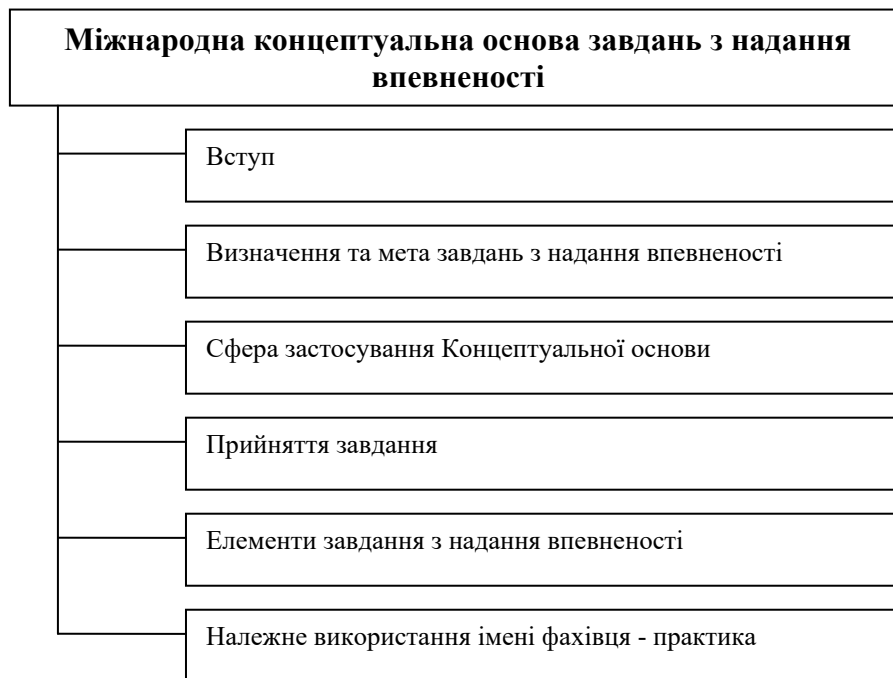 Міжнародна концептуальна основа завдань з надання
впевненості
Вступ
Визначення та мета завдань з надання впевненості
Сфера застосування Концептуальної основи
Прийняття завдання
Елементи завдання з надання впевненості
Належне використання імені фахівця - практика